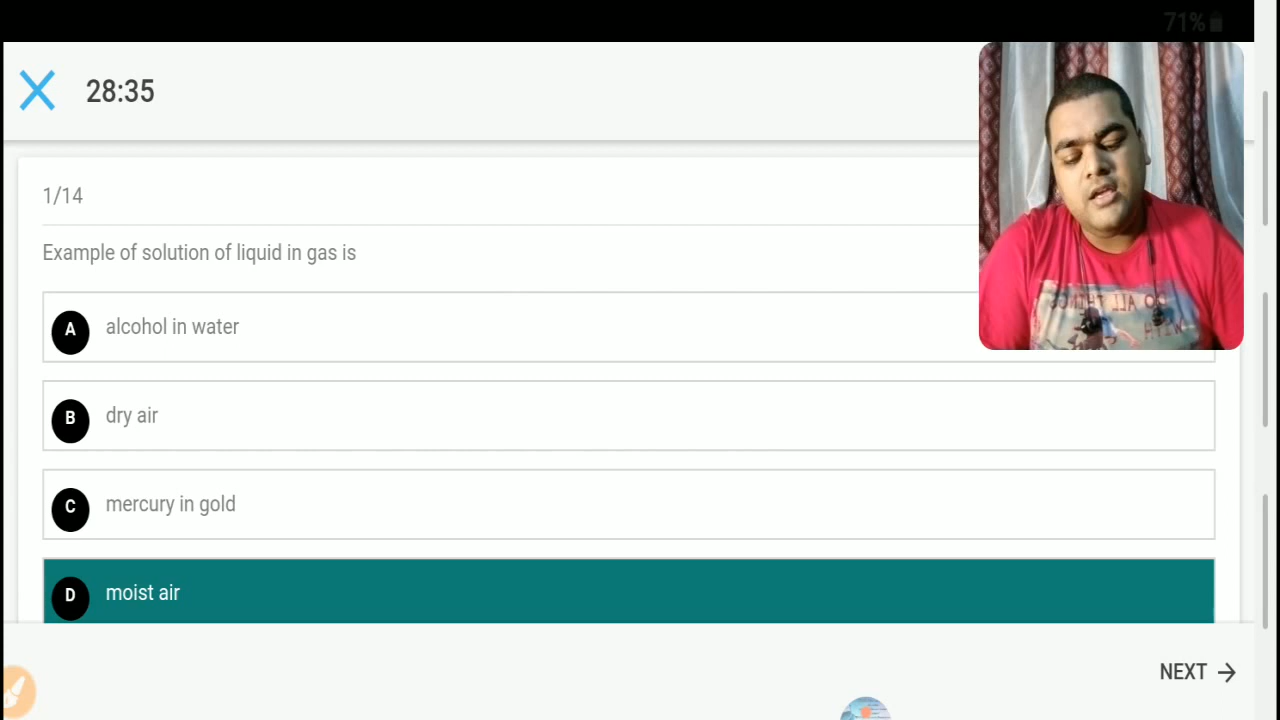 71%
28:35
1/14
Example of solution of liquid in gas is
A alcohol in water
B dry air
C mercury in gold
D moist air
NEXT